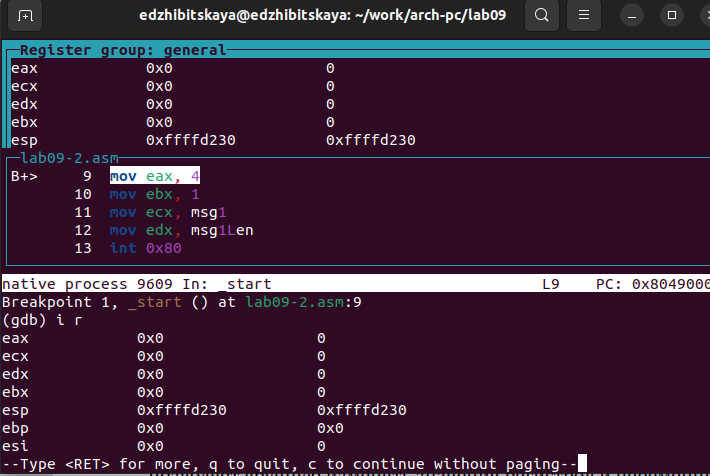 edzhibitskaya@edzhibitskaya: ~/work/arch-pc/lab09
Register group: general
eax 0x0 0
ecx 0x0 0
edx 0x0 0
ebx 0x0 0
esp 0xffffd230 0xffffd230
lab09-2.asm
B+> 9 mov eax, 4
10 mov ebx, 1
11 mov ecx, msg1
12 mov edx, msg1Len
13 int 0x80
native process 9609 In: _start L9 PC: 0x8049000
Breakpoint 1, _start () at lab09-2.asm:9
(gdb) i r
eax 0x0 0
ecx 0x0 0
edx 0x0 0
ebx 0x0 0
esp 0xffffd230 0xffffd230
ebp 0x0 0x0
esi 0x0 0
--Type <RET> for more, q to quit, c to continue without paging--